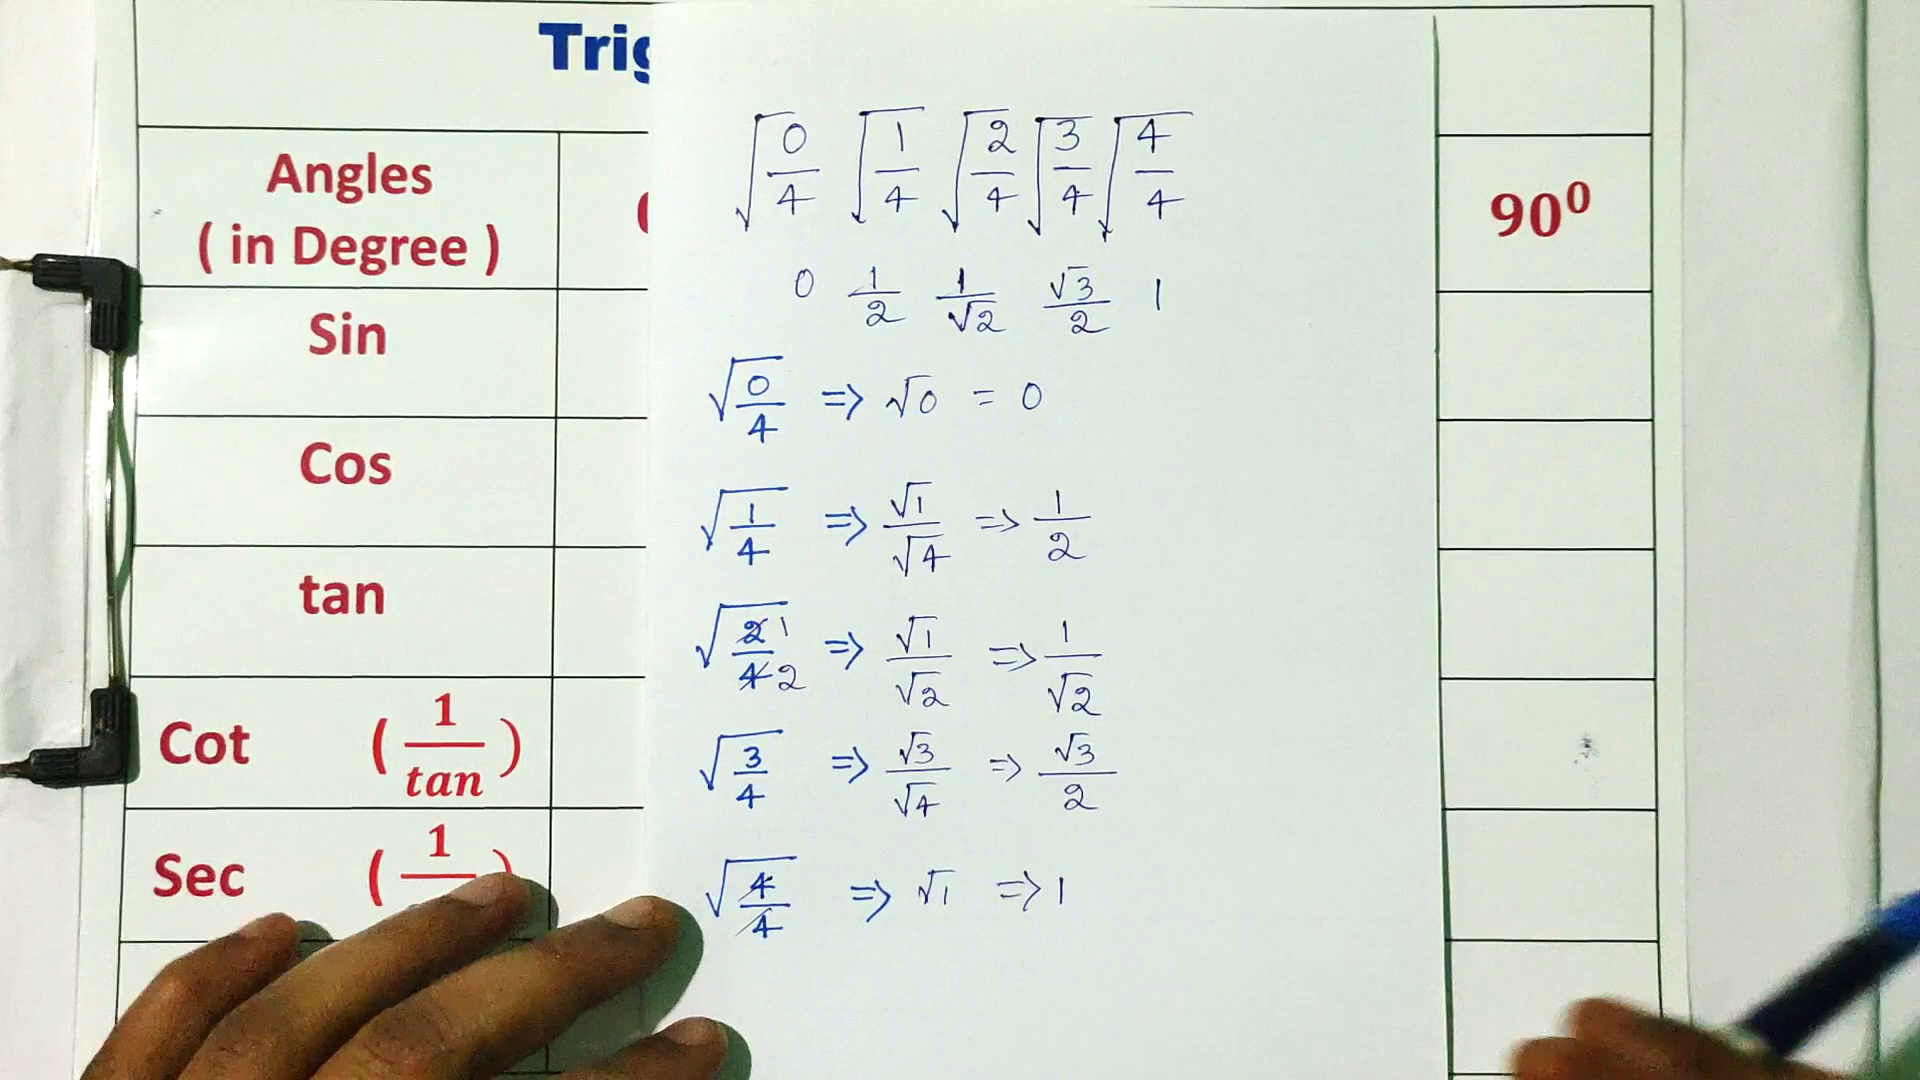 Trig
Angles
( in Degree )
90⁰
Sin
Cos
tan
Cot ( 1/tan )
Sec ( 1 )
√(0/4) √(1/4) √(2/4) √(3/4) √(4/4)
0 1/2 1/√2 √3/2 1
√(0/4) => √0 = 0
√(1/4) => √1/√4 => 1/2
√(2/4) 1 2 => √1/√2 => 1/√2
√(3/4) => √3/√4 => √3/2
√(4/4) => √1 => 1